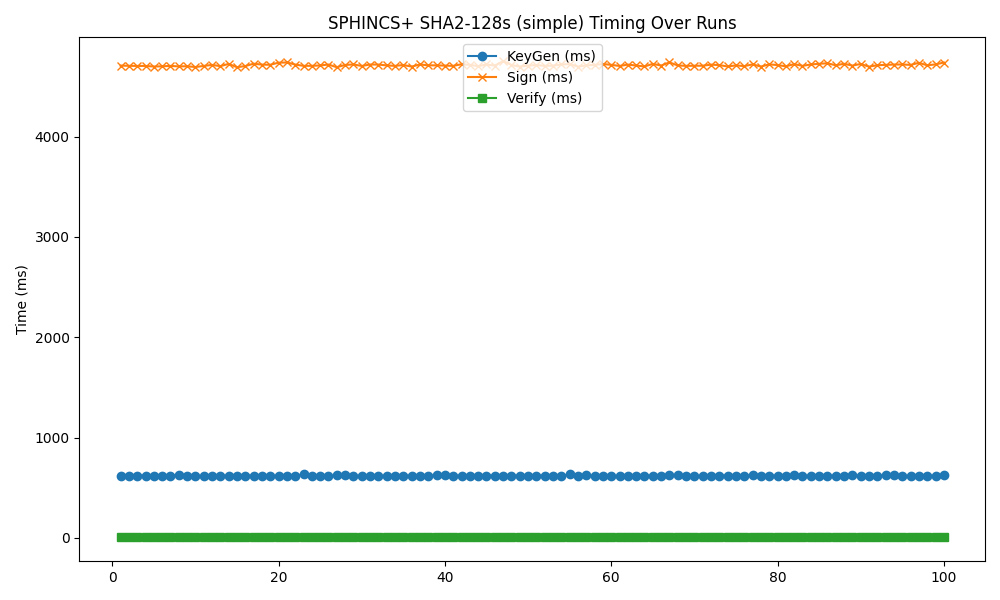 SPHINCS+ SHA2-128s (simple) Timing Over Runs
KeyGen (ms)
Sign (ms)
Verify (ms)
Time (ms)
4000
3000
2000
1000
0
0 20 40 60 80 100